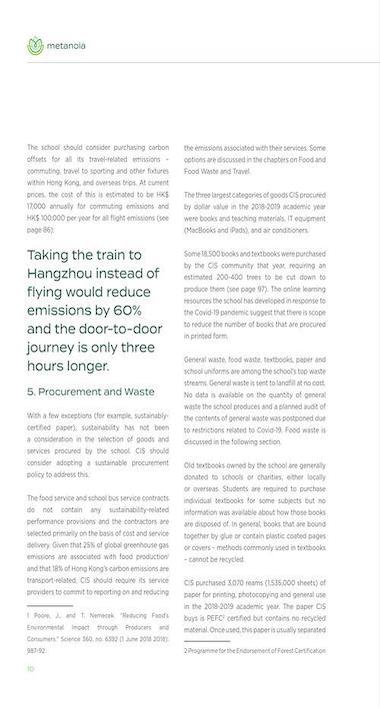 metanoia
The school should consider purchasing carbon
offsets for all its travel-related emissions –
commuting, travel to sporting and other fixtures
within Hong Kong, and overseas trips. At current
prices, the cost of this is estimated to be HK$
17,000 annually for commuting emissions and
HK$ 100,000 per year for all flight emissions (see
page 86).
Taking the train to
Hangzhou instead of
flying would reduce
emissions by 60%
and the door-to-door
journey is only three
hours longer.
5. Procurement and Waste
With a few exceptions (for example, sustainably-
certified paper), sustainability has not been
a consideration in the selection of goods and
services procured by the school. CIS should
consider adopting a sustainable procurement
policy to address this.
The food service and school bus service contracts
do not contain any sustainability-related
performance provisions and the contractors are
selected primarily on the basis of cost and service
delivery. Given that 25% of global greenhouse gas
emissions are associated with food production¹
and that 18% of Hong Kong's carbon emissions are
transport-related, CIS should require its service
providers to commit to reporting on and reducing
1 Poore, J., and T. Nemecek. "Reducing Food's
Environmental Impact through Producers and
Consumers." Science 360, no. 6392 (1 June 2018 2018):
987-92.
10
the emissions associated with their services. Some
options are discussed in the chapters on Food and
Food Waste and Travel.
The three largest categories of goods CIS procured
by dollar value in the 2018-2019 academic year
were books and teaching materials, IT equipment
(MacBooks and iPads), and air conditioners.
Some 18,500 books and textbooks were purchased
by the CIS community that year, requiring an
estimated 200-400 trees to be cut down to
produce them (see page 97). The online learning
resources the school has developed in response to
the Covid-19 pandemic suggest that there is scope
to reduce the number of books that are procured
in printed form.
General waste, food waste, textbooks, paper and
school uniforms are among the school's top waste
streams. General waste is sent to landfill at no cost.
No data is available on the quantity of general
waste the school produces and a planned audit of
the contents of general waste was postponed due
to restrictions related to Covid-19. Food waste is
discussed in the following section.
Old textbooks owned by the school are generally
donated to schools or charities, either locally
or overseas. Students are required to purchase
individual textbooks for some subjects but no
information was available about how those books
are disposed of. In general, books that are bound
together by glue or contain plastic coated pages
or covers – methods commonly used in textbooks
– cannot be recycled.
CIS purchased 3,070 reams (1,535,000 sheets) of
paper for printing, photocopying and general use
in the 2018-2019 academic year. The paper CIS
buys is PEFC² certified but contains no recycled
material. Once used, this paper is usually separated
2 Programme for the Endorsement of Forest Certification